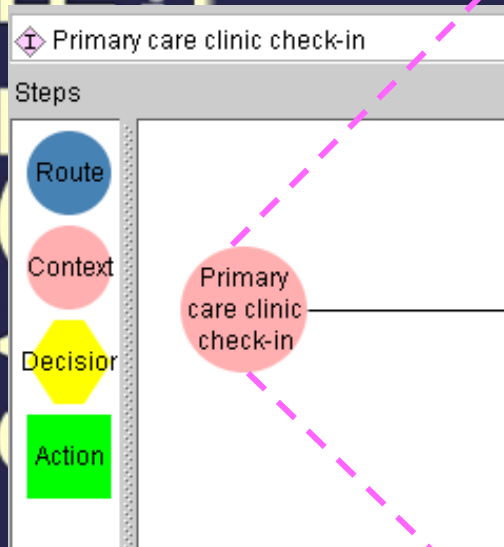 I Primary care clinic check-in
Steps
Route
Context
Decision
Action
Primary
care clinic
check-in